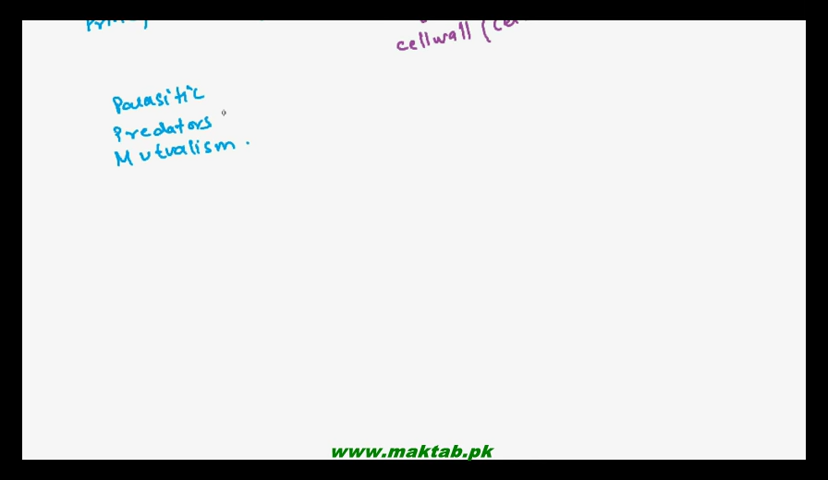 cellwall (
Parasitic
Predators
Mutualism.
www.maktab.pk